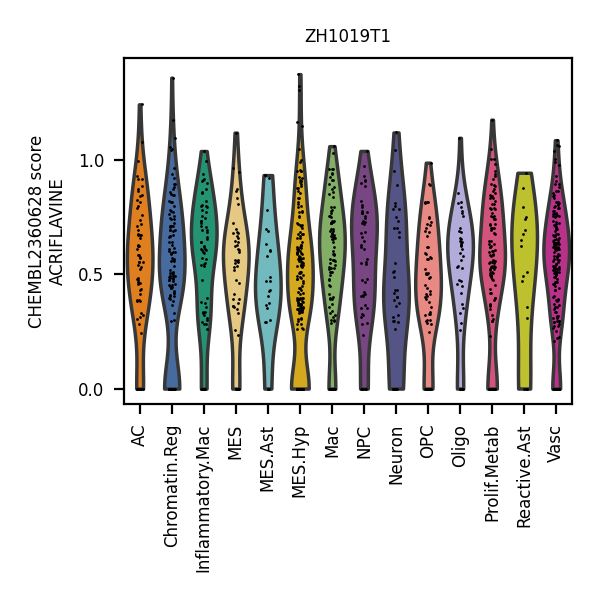 ZH1019T1
CHEMBL2360628 score
ACRIFLAVINE
1.0
0.5
0.0
AC
Chromatin.Reg
Inflammatory.Mac
MES
MES.Ast
MES.Hyp
Mac
NPC
Neuron
OPC
Oligo
Prolif.Metab
Reactive.Ast
Vasc